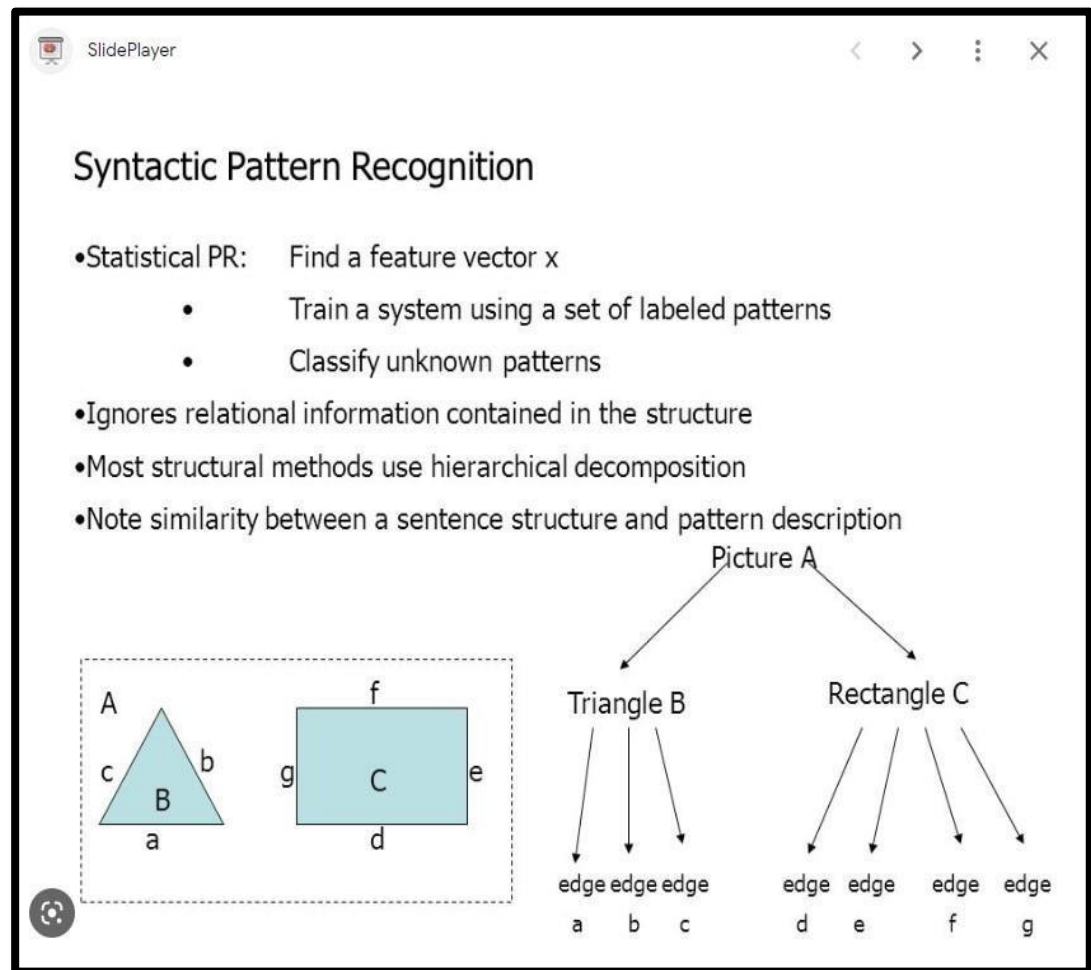 SlidePlayer
Syntactic Pattern Recognition
•Statistical PR: Find a feature vector x
• Train a system using a set of labeled patterns
• Classify unknown patterns
•Ignores relational information contained in the structure
•Most structural methods use hierarchical decomposition
•Note similarity between a sentence structure and pattern description
Picture A
Triangle B Rectangle C
edge edge edge edge edge edge edge
a b c d e f g
A
f
c b
g e
B
C
a
d